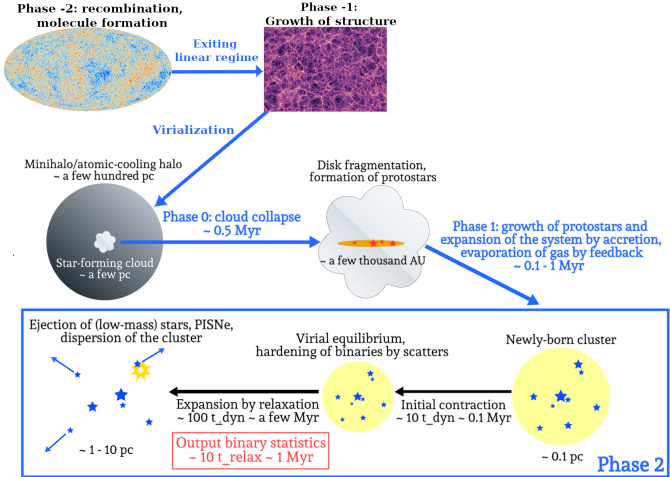 Phase -2: recombination,
molecule formation
Phase -1:
Growth of structure
Exiting
linear regime
Virialization
Minihalo/atomic-cooling halo
~ a few hundred pc
Star-forming cloud
~ a few pc
Phase 0: cloud collapse
~ 0.5 Myr
Disk fragmentation,
formation of protostars
~ a few thousand AU
Phase 1: growth of protostars and
expansion of the system by accretion,
evaporation of gas by feedback
~ 0.1 - 1 Myr
Newly-born cluster
~ 0.1 pc
Initial contraction
~ 10 t_dyn ~ 0.1 Myr
Virial equilibrium,
hardening of binaries by scatters
Expansion by relaxation
~ 100 t_dyn ~ a few Myr
Output binary statistics
~ 10 t_relax ~ 1 Myr
Ejection of (low-mass) stars, PISNe,
dispersion of the cluster
~ 1 - 10 pc
Phase 2